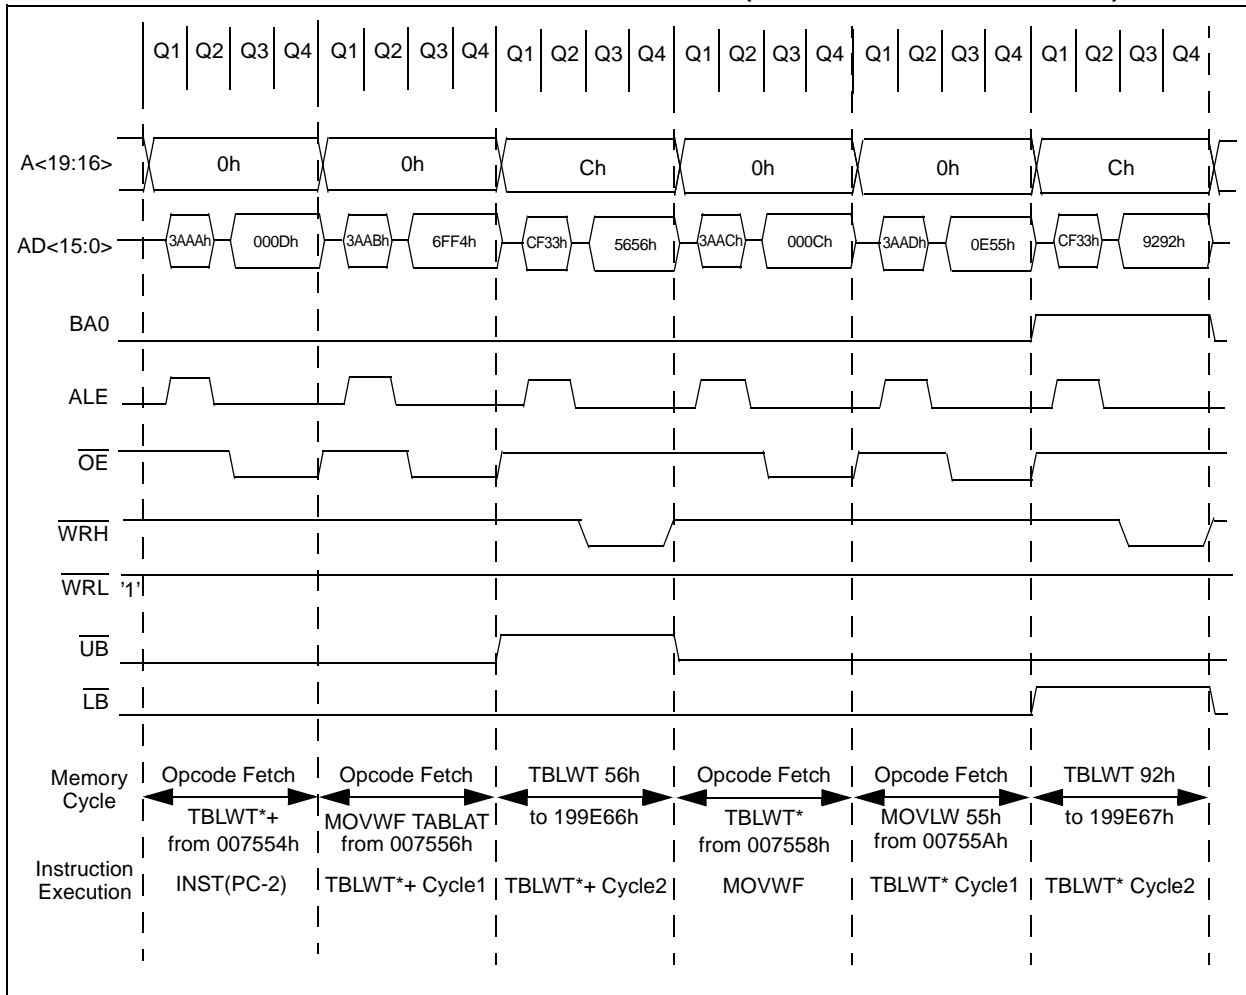 Q1 Q2 Q3 Q4 Q1 Q2 Q3 Q4 Q1 Q2 Q3 Q4 Q1 Q2 Q3 Q4 Q1 Q2 Q3 Q4 Q1 Q2 Q3 Q4
A<19:16> 0h 0h Ch 0h 0h Ch
AD<15:0> 3AAAh 000Dh 3AABh 6FF4h CF33h 5656h 3AACh 000Ch 3AADh 0E55h CF33h 9292h
BA0
ALE
OE
WRH
WRL '1'
UB
LB
Memory Cycle
Opcode Fetch
TBLWT*+
from 007554h
Opcode Fetch
MOVWF TABLAT
from 007556h
TBLWT 56h
to 199E66h
Opcode Fetch
TBLWT*
from 007558h
Opcode Fetch
MOVLW 55h
from 00755Ah
TBLWT 92h
to 199E67h
Instruction
Execution
INST(PC-2) TBLWT*+ Cycle1 TBLWT*+ Cycle2 MOVWF TBLWT* Cycle1 TBLWT* Cycle2